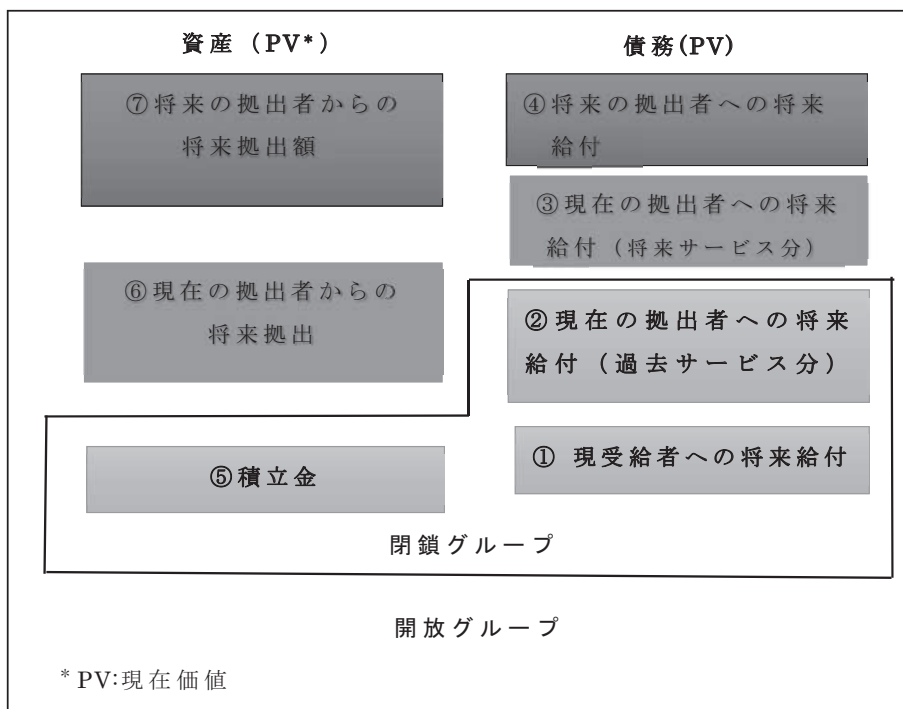 資産（PV*）
債務(PV)
⑦将来の拠出者からの
将来拠出額
④将来の拠出者への将来
給付
③現在の拠出者への将来
給付（将来サービス分）
⑥現在の拠出者からの
将来拠出
②現在の拠出者への将来
給付（過去サービス分）
⑤積立金
① 現受給者への将来給付
閉鎖グループ
開放グループ
* PV:現在価値